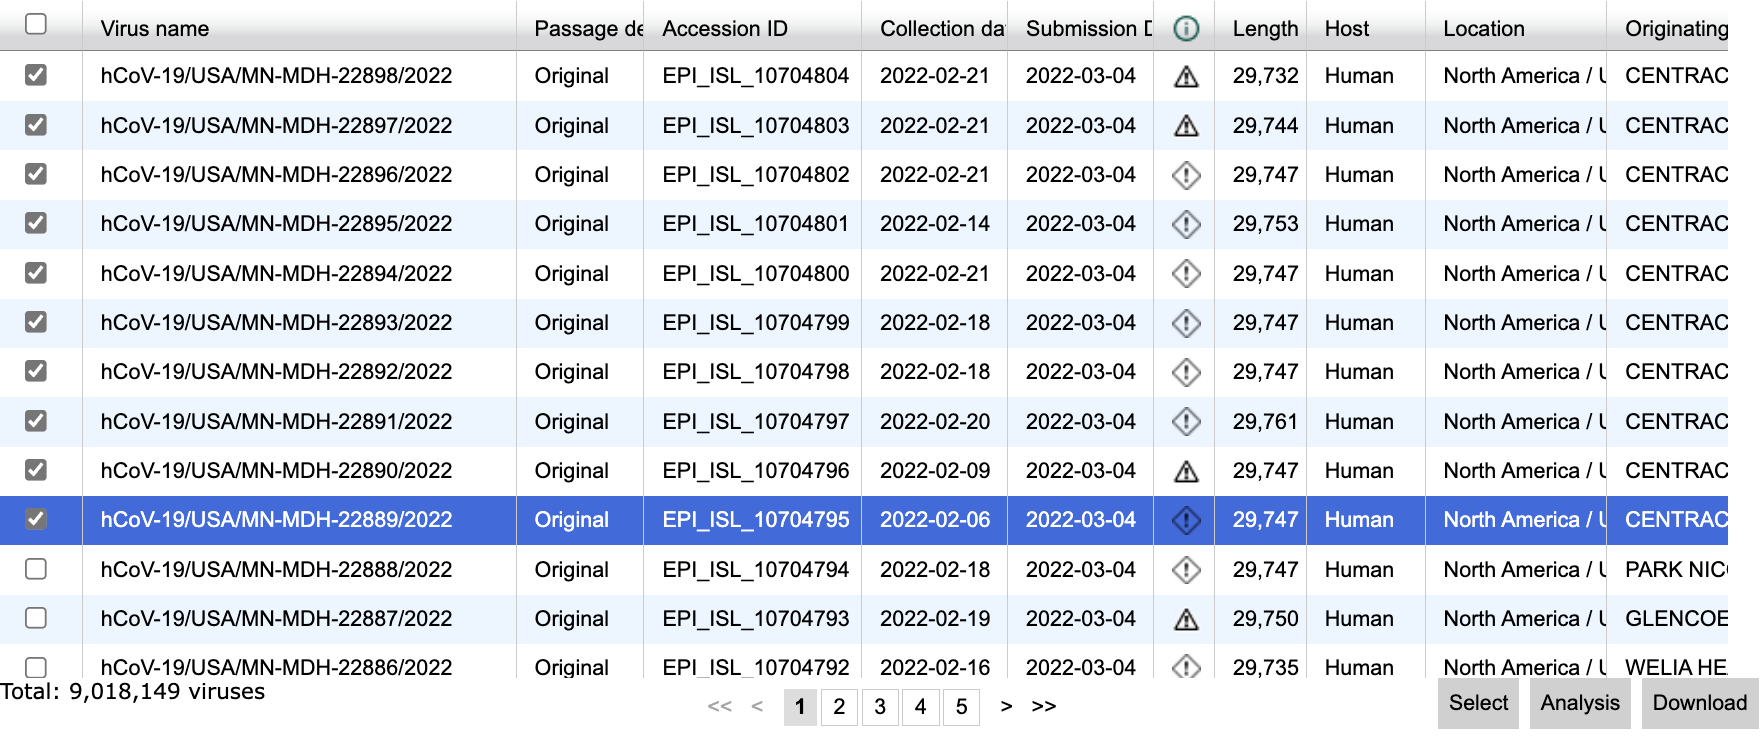 Virus name Passage de Accession ID Collection da Submission D Length Host Location Originating
hCoV-19/USA/MN-MDH-22898/2022 Original EPI_ISL_10704804 2022-02-21 2022-03-04 29,732 Human North America / U CENTRAC
hCoV-19/USA/MN-MDH-22897/2022 Original EPI_ISL_10704803 2022-02-21 2022-03-04 29,744 Human North America / U CENTRAC
hCoV-19/USA/MN-MDH-22896/2022 Original EPI_ISL_10704802 2022-02-21 2022-03-04 29,747 Human North America / U CENTRAC
hCoV-19/USA/MN-MDH-22895/2022 Original EPI_ISL_10704801 2022-02-14 2022-03-04 29,753 Human North America / U CENTRAC
hCoV-19/USA/MN-MDH-22894/2022 Original EPI_ISL_10704800 2022-02-21 2022-03-04 29,747 Human North America / U CENTRAC
hCoV-19/USA/MN-MDH-22893/2022 Original EPI_ISL_10704799 2022-02-18 2022-03-04 29,747 Human North America / U CENTRAC
hCoV-19/USA/MN-MDH-22892/2022 Original EPI_ISL_10704798 2022-02-18 2022-03-04 29,747 Human North America / U CENTRAC
hCoV-19/USA/MN-MDH-22891/2022 Original EPI_ISL_10704797 2022-02-20 2022-03-04 29,761 Human North America / U CENTRAC
hCoV-19/USA/MN-MDH-22890/2022 Original EPI_ISL_10704796 2022-02-09 2022-03-04 29,747 Human North America / U CENTRAC
hCoV-19/USA/MN-MDH-22889/2022 Original EPI_ISL_10704795 2022-02-06 2022-03-04 29,747 Human North America / U CENTRAC
hCoV-19/USA/MN-MDH-22888/2022 Original EPI_ISL_10704794 2022-02-18 2022-03-04 29,747 Human North America / U PARK NIC
hCoV-19/USA/MN-MDH-22887/2022 Original EPI_ISL_10704793 2022-02-19 2022-03-04 29,750 Human North America / U GLENCOE
hCoV-19/USA/MN-MDH-22886/2022 Original EPI_ISL_10704792 2022-02-16 2022-03-04 29,735 Human North America / U WELIA HE
Total: 9,018,149 viruses
<< < 1 2 3 4 5 > >>
Select Analysis Download